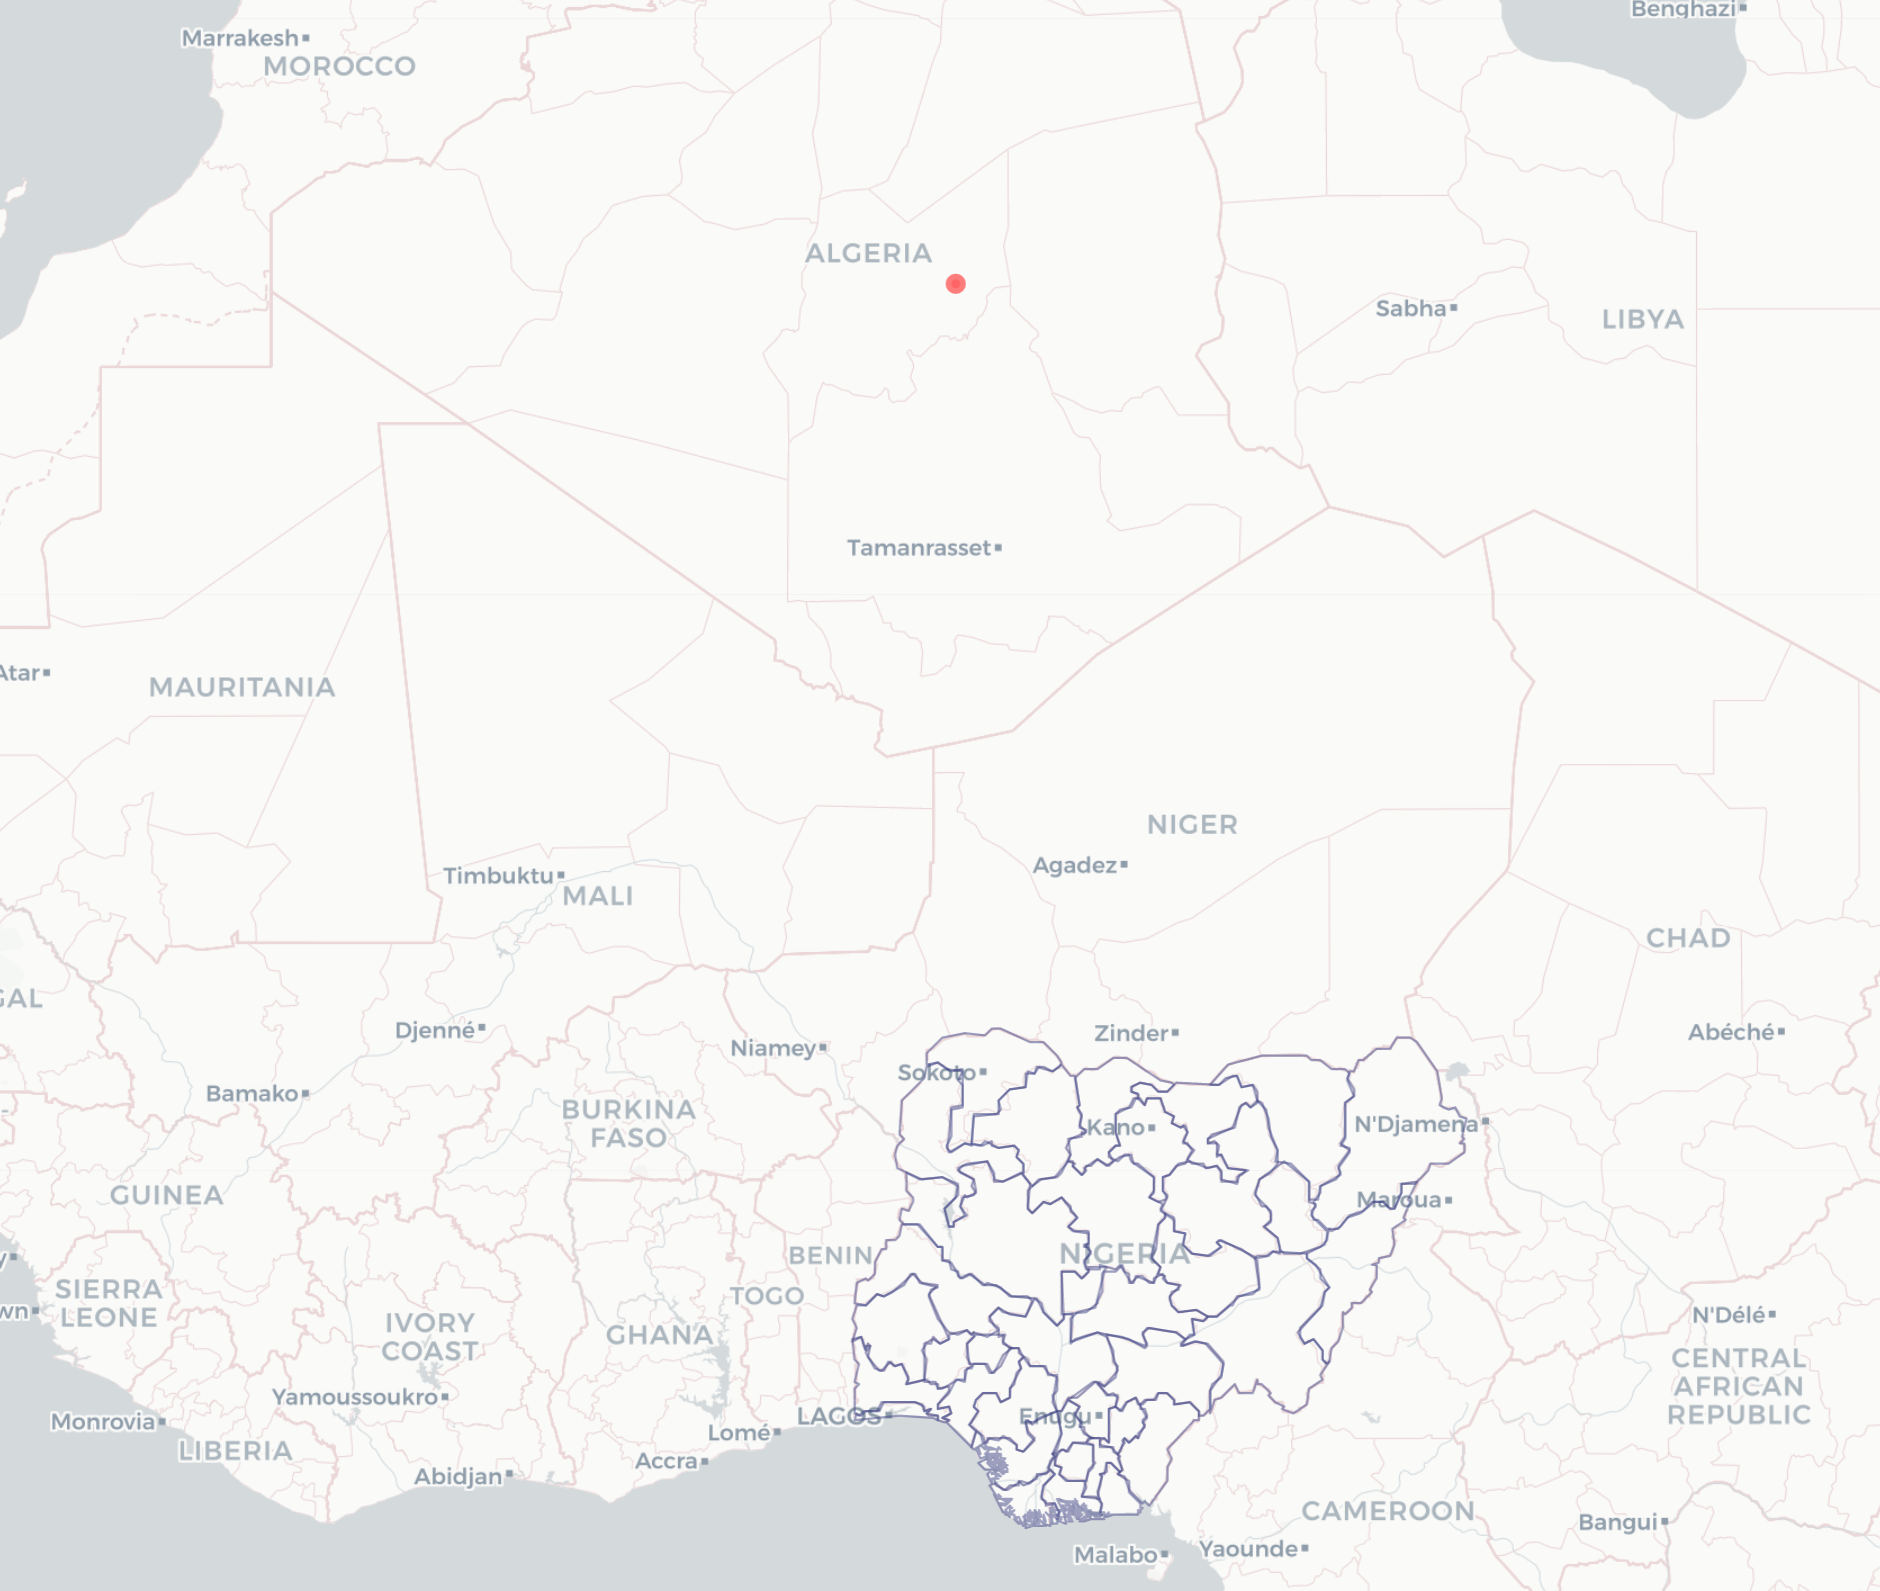 Benghazi
Marrakesh
MOROCCO
ALGERIA
Sabha
LIBYA
Tamanrasset
Atar
MAURITANIA
NIGER
Agadez
Timbuktu
MALI
CHAD
GAL
Djenné
Zinder
Abéché
Niamey
Sokoto
Bamako
BURKINA
FASO
Kano
N'Djamena
GUINEA
Maroua
NIGERIA
BENIN
SIERRA
LEONE
TOGO
wn
N'Délé
IVORY
COAST
GHANA
CENTRAL
AFRICAN
REPUBLIC
Yamoussoukro
LAGOS
Enugu
Monrovia
Lomé
LIBERIA
Accra
Abidjan
CAMEROON
Bangui
Yaounde
Malabo